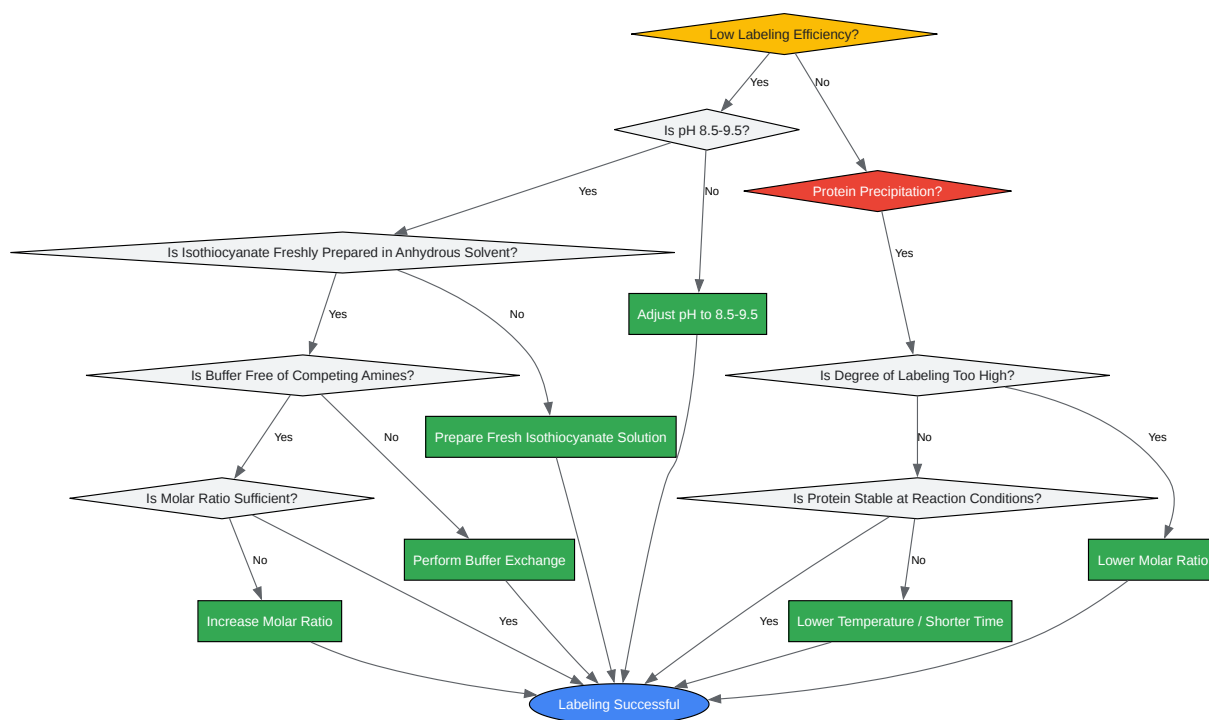 Low Labeling Efficiency?
Yes
No
Is pH 8.5-9.5?
Yes
No
Protein Precipitation?
Is Isothiocyanate Freshly Prepared in Anhydrous Solvent?
Yes
Yes
No
Adjust pH to 8.5-9.5
Is Buffer Free of Competing Amines?
Is Degree of Labeling Too High?
Yes
No
Prepare Fresh Isothiocyanate Solution
No
Yes
Is Molar Ratio Sufficient?
Is Protein Stable at Reaction Conditions?
No
Perform Buffer Exchange
No
Lower Molar Ratio
Increase Molar Ratio
Yes
Yes
Lower Temperature / Shorter Time
Labeling Successful